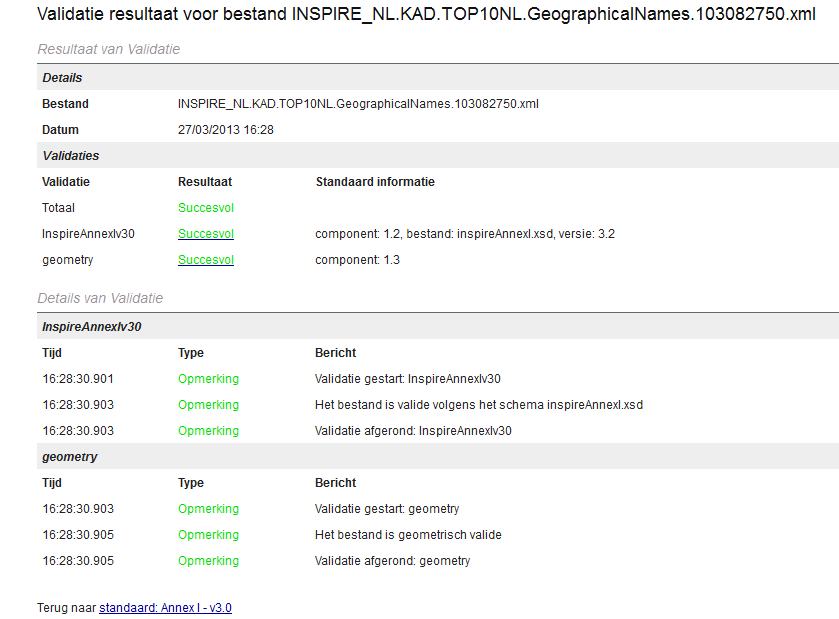 Validatie resultaat voor bestand INSPIRE_NL.KAD.TOP10NL.GeographicalNames.103082750.xml
Resultaat van Validatie
Details
Bestand INSPIRE_NL.KAD.TOP10NL.GeographicalNames.103082750.xml
Datum 27/03/2013 16:28
Validaties
Validatie Resultaat Standaard informatie
Totaal Succesvol
InspireAnnexIv30 Succesvol component: 1.2, bestand: inspireAnnexI.xsd, versie: 3.2
geometry Succesvol component: 1.3
Details van Validatie
InspireAnnexIv30
Tijd Type Bericht
16:28:30.901 Opmerking Validatie gestart: InspireAnnexIv30
16:28:30.903 Opmerking Het bestand is valide volgens het schema inspireAnnexI.xsd
16:28:30.903 Opmerking Validatie afgerond: InspireAnnexIv30
geometry
Tijd Type Bericht
16:28:30.903 Opmerking Validatie gestart: geometry
16:28:30.905 Opmerking Het bestand is geometrisch valide
16:28:30.905 Opmerking Validatie afgerond: geometry
Terug naar standaard: Annex I - v3.0